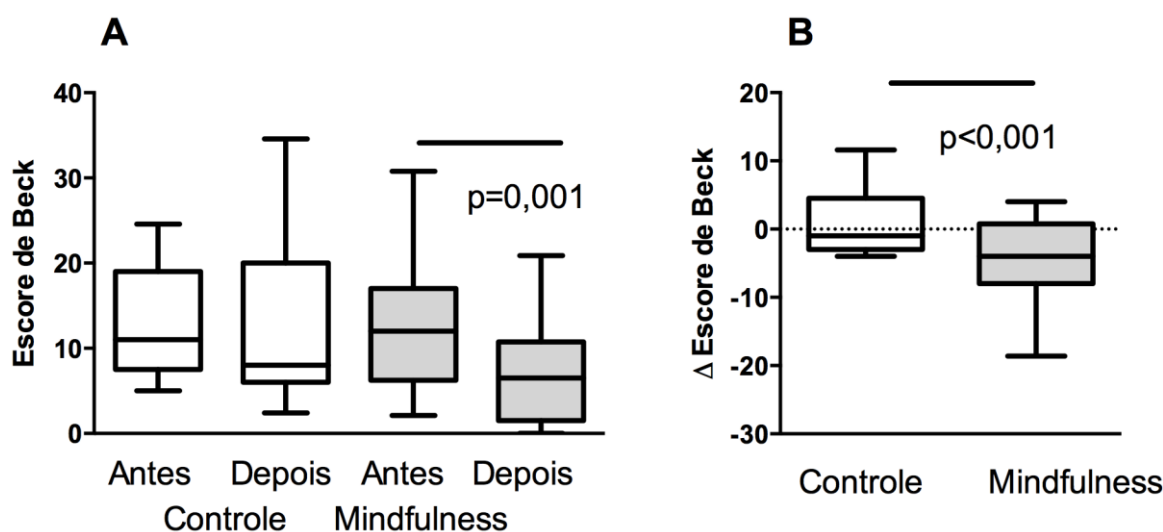 A
Escore de Beck
40
30
20
10
0
p=0,001
Antes Depois Antes Depois
Controle Mindfulness
B
Δ Escore de Beck
20
10
0
-10
-20
-30
p<0,001
Controle Mindfulness